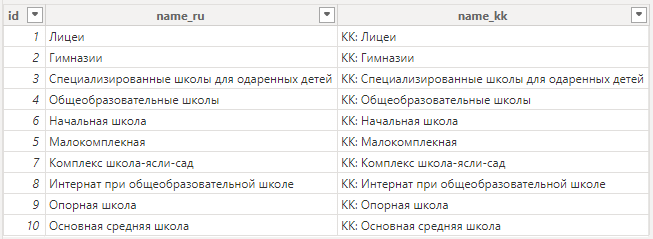 id name_ru name_kk
1 Лицеи КК: Лицеи
2 Гимназии КК: Гимназии
3 Специализированные школы для одаренных детей КК: Специализированные школы для одаренных детей
4 Общеобразовательные школы КК: Общеобразовательные школы
6 Начальная школа КК: Начальная школа
5 Малокомплекная КК: Малокомплекная
7 Комплекс школа-ясли-сад КК: Комплекс школа-ясли-сад
8 Интернат при общеобразовательной школе КК: Интернат при общеобразовательной школе
9 Опорная школа КК: Опорная школа
10 Основная средняя школа КК: Основная средняя школа